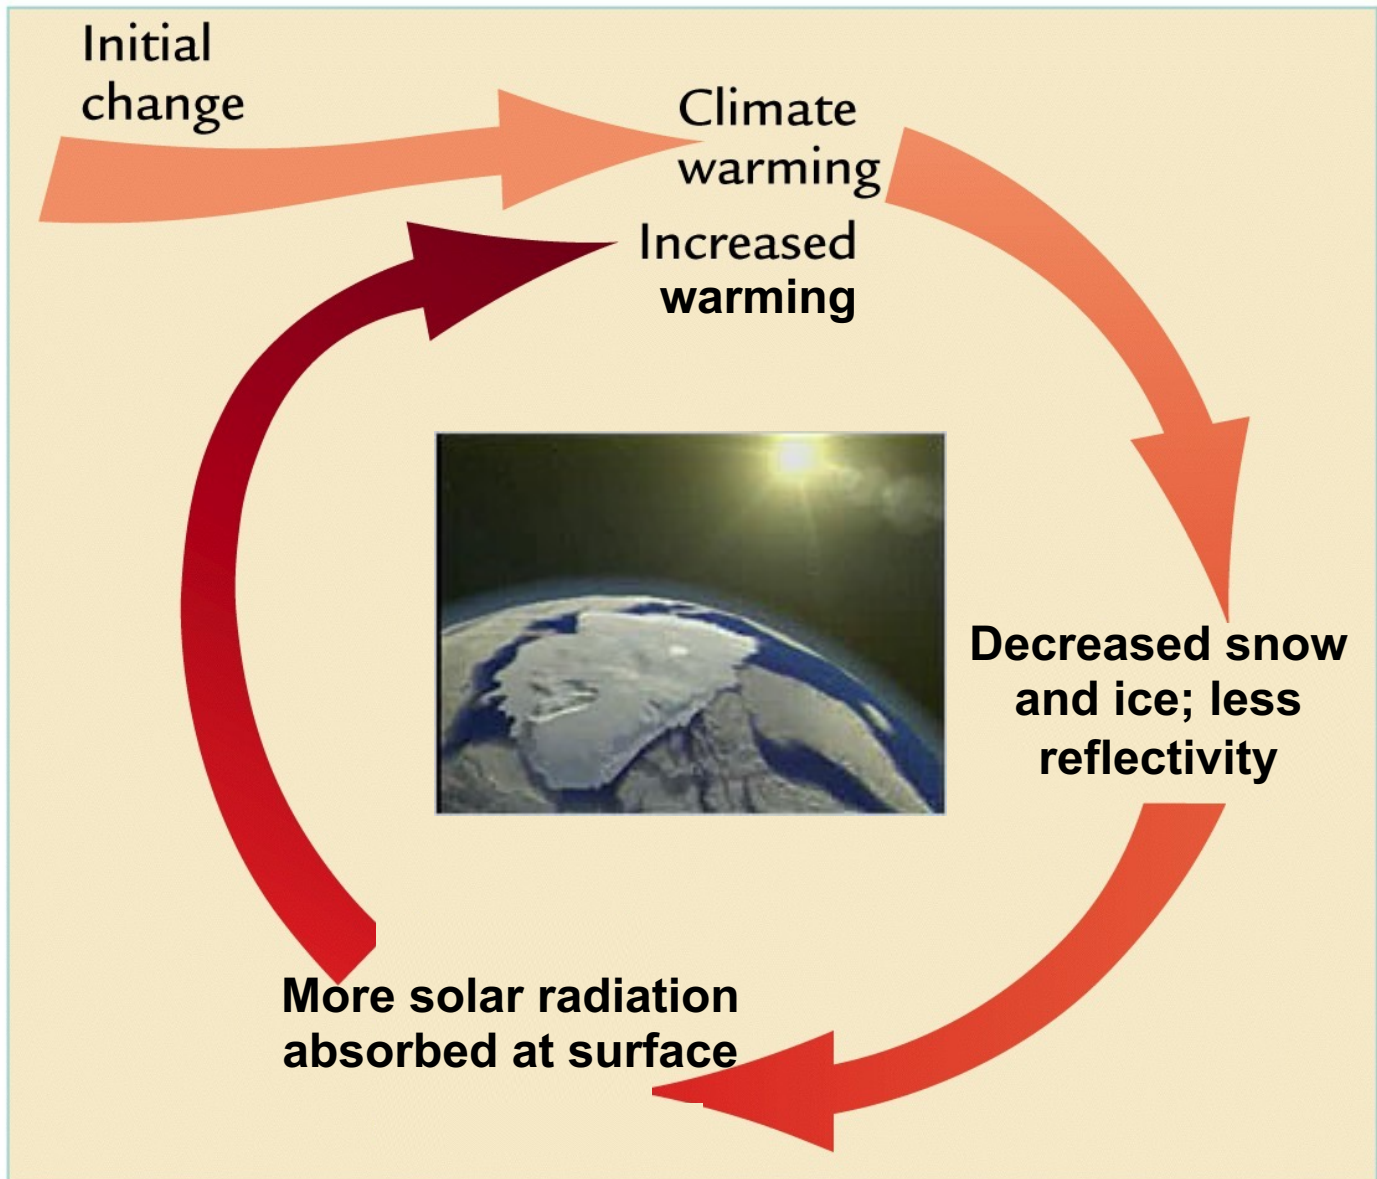 Initial
change
Climate
warming
Increased
warming
Decreased snow
and ice; less
reflectivity
More solar radiation
absorbed at surface